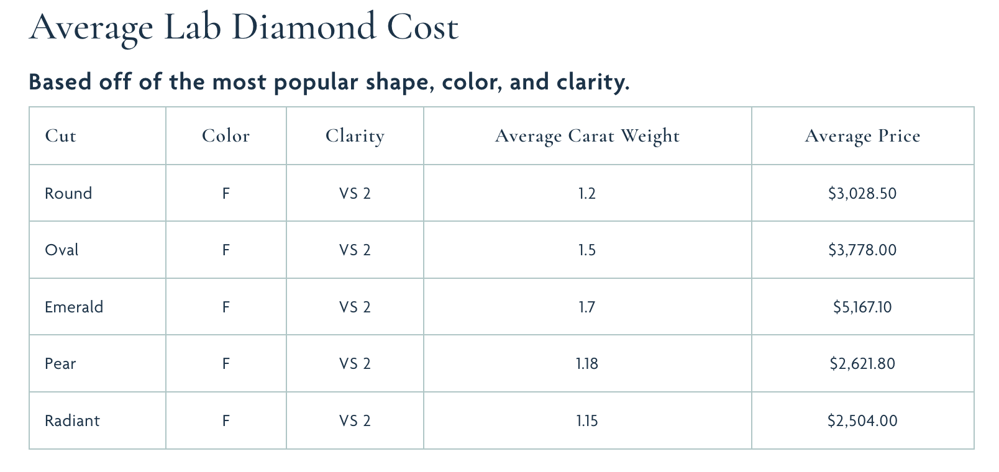 Average Lab Diamond Cost
Based off of the most popular shape, color, and clarity.
Cut Color Clarity Average Carat Weight Average Price
Round F VS 2 1.2 $3,028.50
Oval F VS 2 1.5 $3,778.00
Emerald F VS 2 1.7 $5,167.10
Pear F VS 2 1.18 $2,621.80
Radiant F VS 2 1.15 $2,504.00